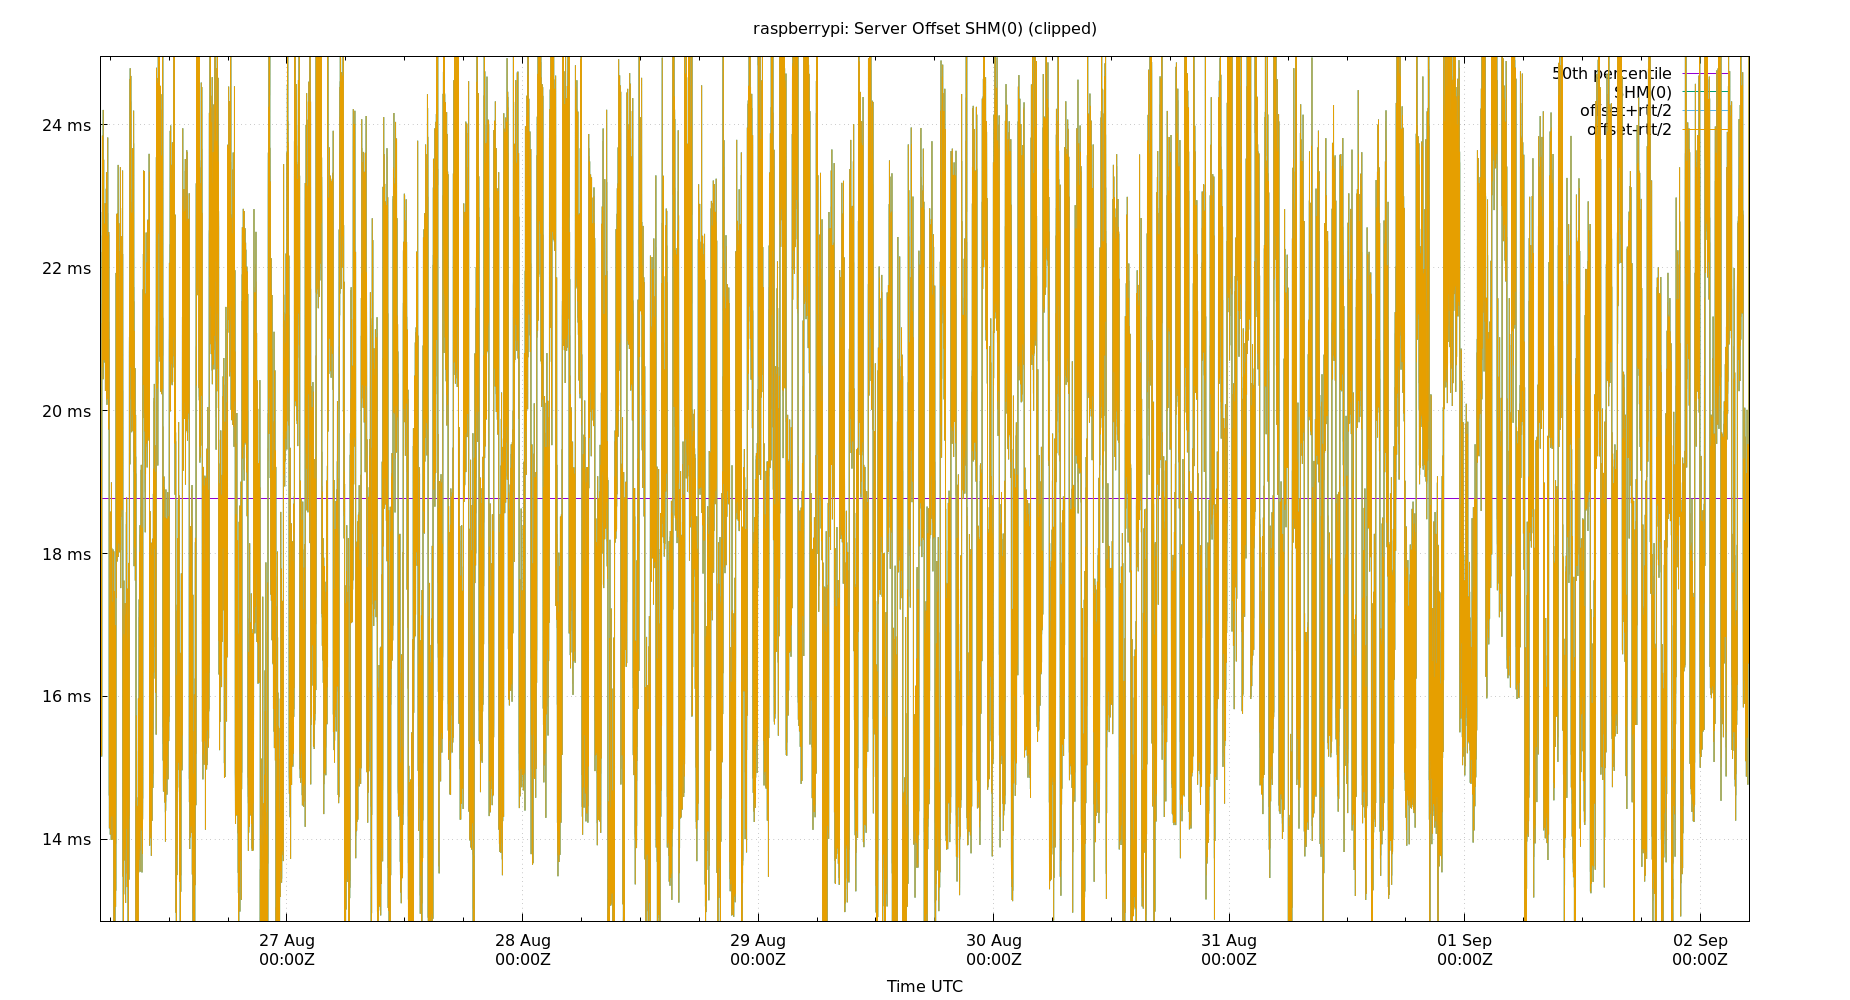 raspberrypi: Server Offset SHM(0) (clipped)
50th percentile
SHM(0)
offset+rtt/2
offset-rtt/2
24 ms
22 ms
20 ms
18 ms
16 ms
14 ms
27 Aug 28 Aug 29 Aug 30 Aug 31 Aug 01 Sep 02 Sep
00:00Z 00:00Z 00:00Z 00:00Z 00:00Z 00:00Z 00:00Z
Time UTC